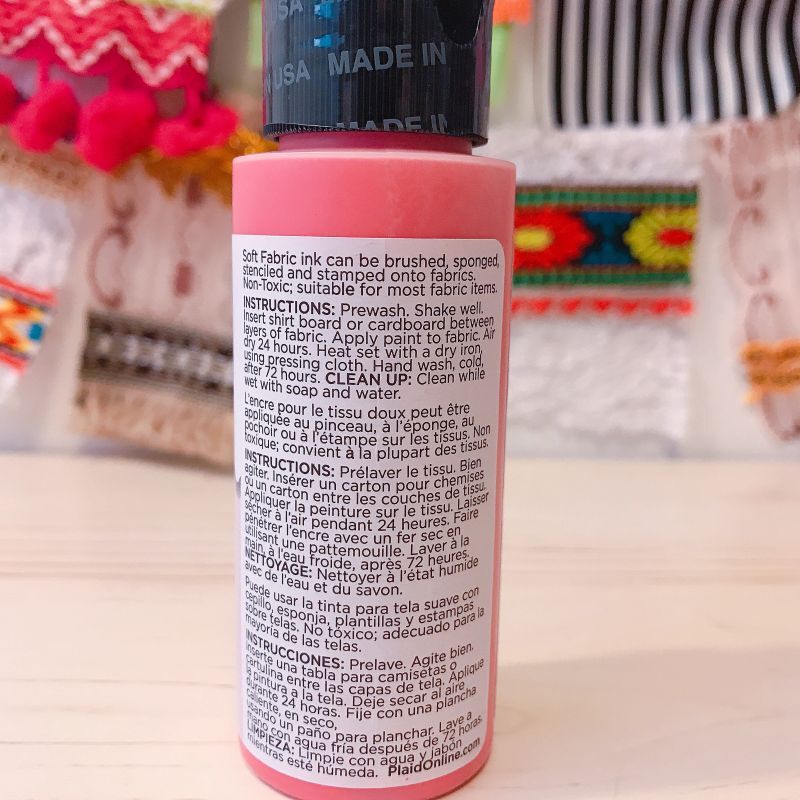 USA
USA MADE IN
MADE IN
Soft Fabric ink can be brushed, sponged,
stenciled and stamped onto fabrics.
Non-Toxic; suitable for most fabric items.
INSTRUCTIONS: Prewash. Shake well.
Insert shirt board or cardboard between
layers of fabric. Apply paint to fabric. Air
dry 24 hours. Heat set with a dry iron,
using pressing cloth. Hand wash, cold,
after 72 hours. CLEAN UP: Clean while
wet with soap and water.
L'encre pour le tissu doux peut être
appliquée au pinceau, à l'éponge, au
pochoir ou à l'étampe sur les tissus. Non
toxique; convient à la plupart des tissus.
INSTRUCTIONS: Prélaver le tissu. Bien
agiter. Insérer un carton pour chemises
ou un carton entre les couches de tissu.
Appliquer la peinture sur le tissu. Laisser
sécher à l'air pendant 24 heures. Faire
pénétrer l'encre avec un fer sec en
utilisant une pattemouille. Laver à la
main, à l'eau froide, après 72 heures.
NETTOYAGE: Nettoyer à l'état humide
avec de l'eau et du savon.
Puede usar la tinta para tela suave con
cepillo, esponja, plantillas y estampas
sobre telas. No tóxico; adecuado para la
mayoría de las telas.
INSTRUCCIONES: Prelave. Agite bien.
Inserte una tabla para camisetas o
cartulina entre las capas de tela. Aplique
la pintura a la tela. Deje secar al aire
durante 24 horas. Fije con una plancha
caliente, en seco,
usando un paño para planchar. Lave a
mano con agua fría después de 72 horas.
LIMPIEZA: Limpie con agua y jabón
mientras esté húmeda. PlaidOnline.com